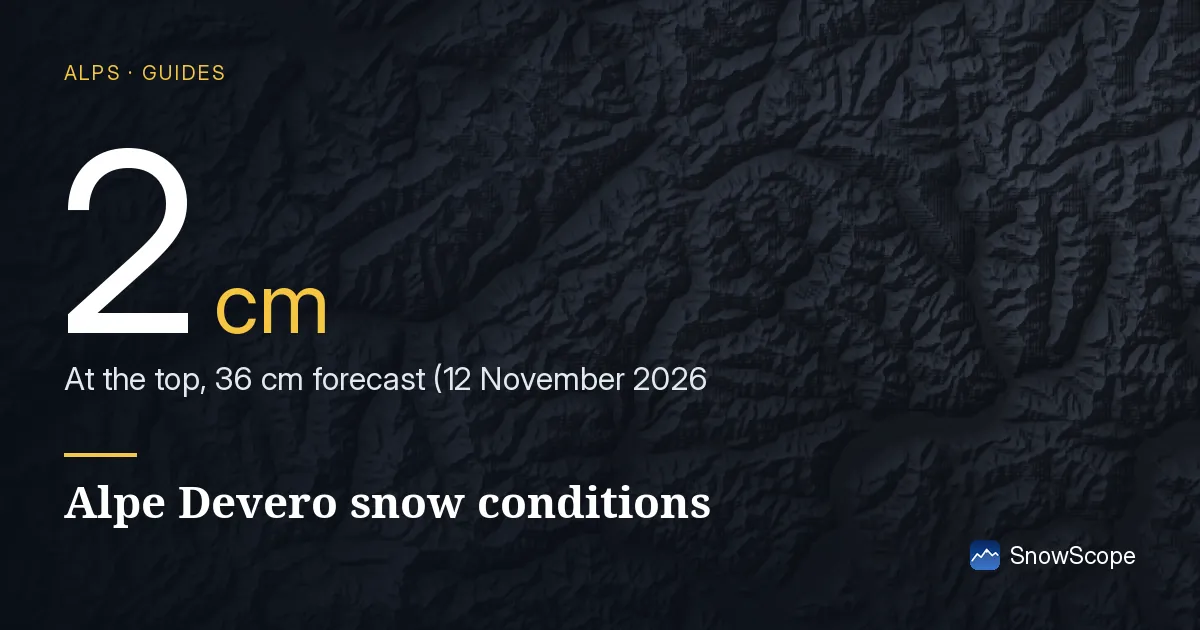 ALPS · GUIDES
2 cm
At the top, 36 cm forecast (12 November 2026
Alpe Devero snow conditions
SnowScope